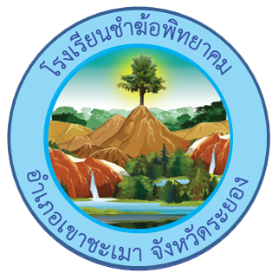 โรงเรียนชำฆ้อพิทยาคม
อำเภอเขาชะเมา จังหวัดระยอง